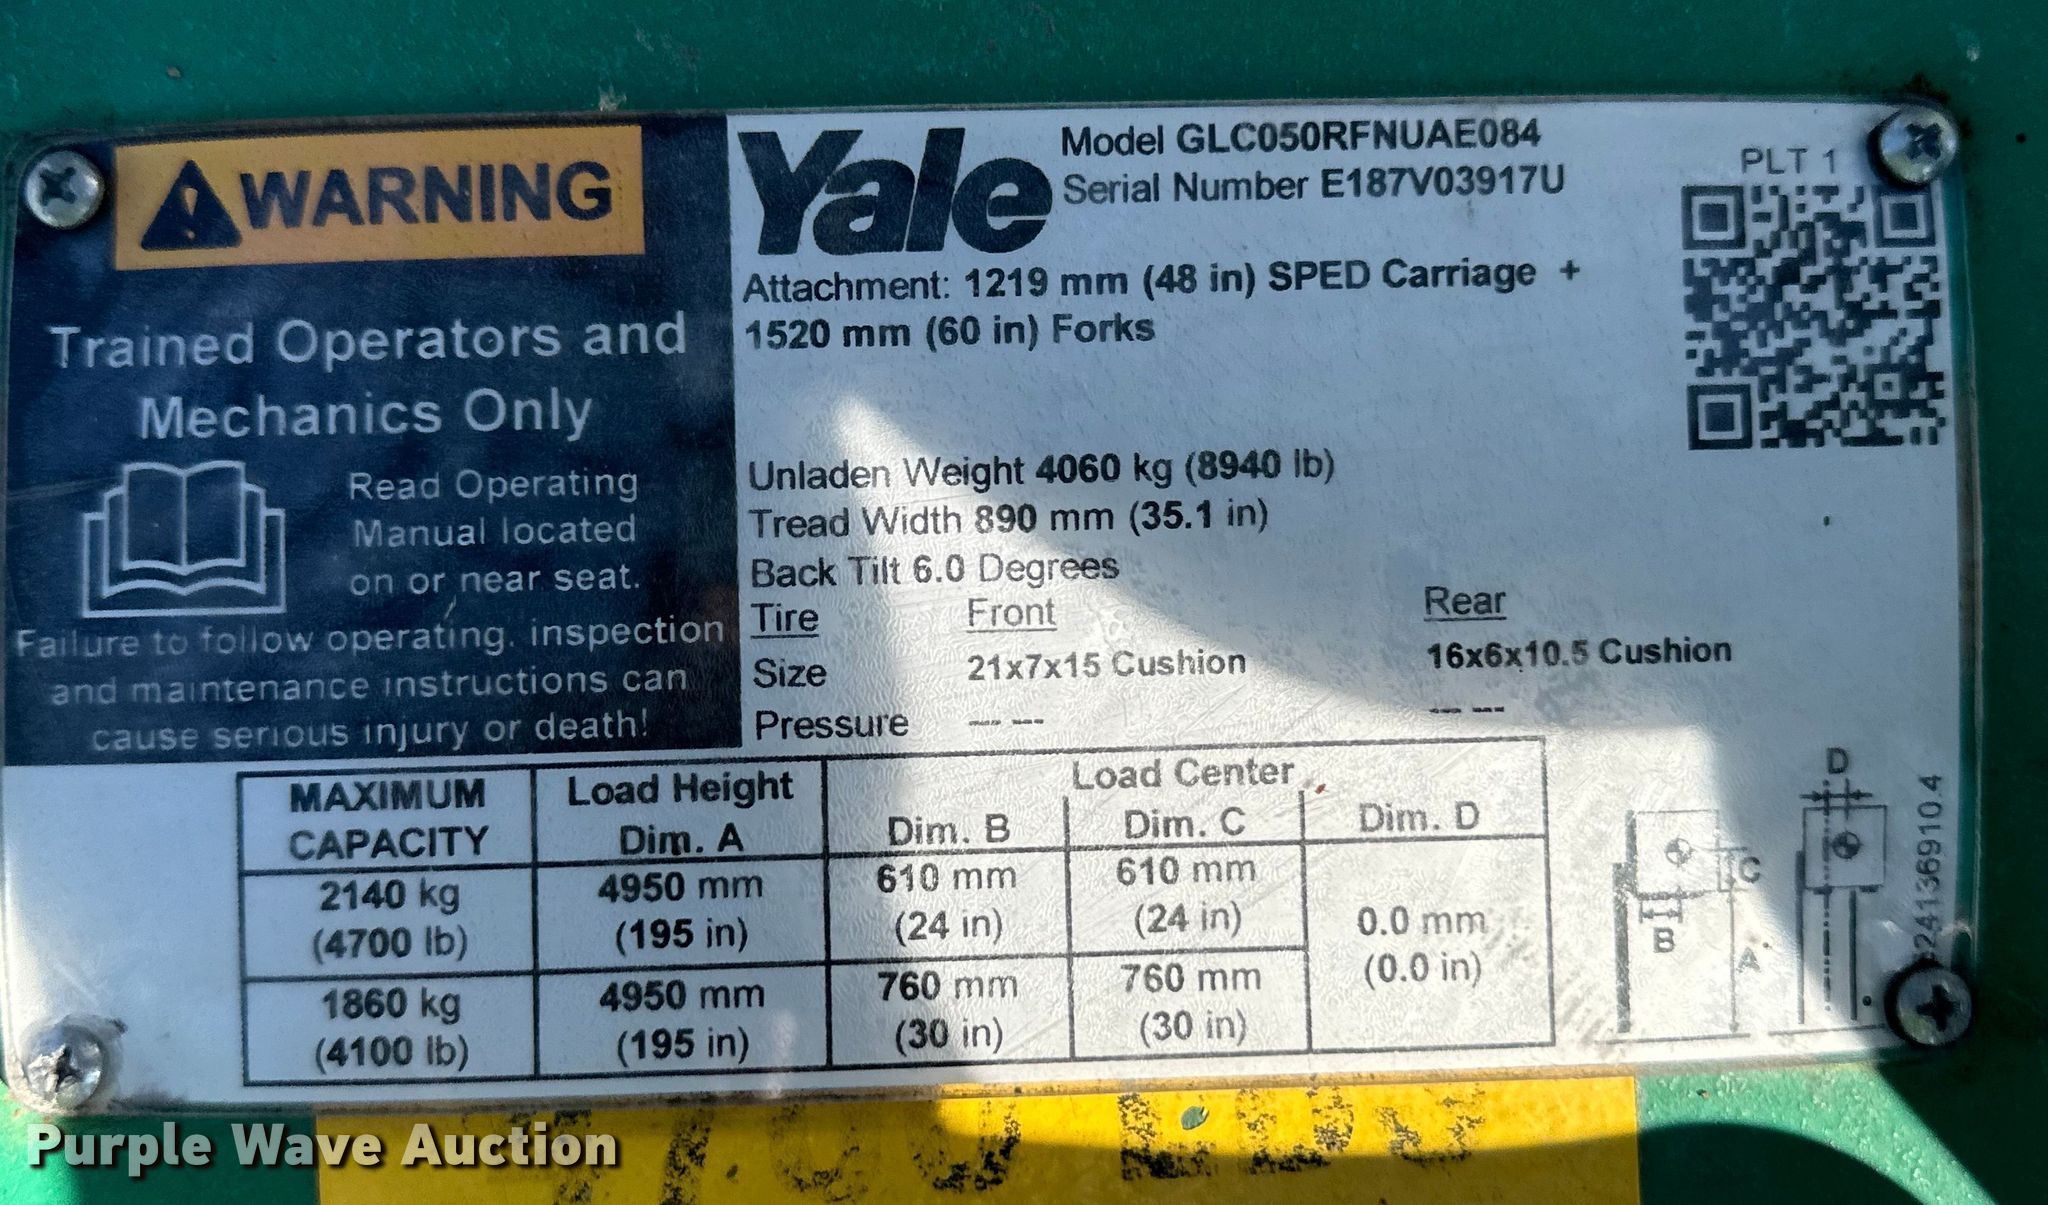 WARNING
Trained Operators and
Mechanics Only
Read Operating
Manual located
on or near seat.
Failure to follow operating. inspection
and maintenance instructions can
cause serious injury or death!
Yale
Model GLC050RFNUAE084
Serial Number E187V03917U
PLT 1
Attachment: 1219 mm (48 in) SPED Carriage +
1520 mm (60 in) Forks
Unladen Weight 4060 kg (8940 lb)
Tread Width 890 mm (35.1 in)
Back Tilt 6.0 Degrees
Tire Front Rear
Size 21x7x15 Cushion 16x6x10.5 Cushion
Pressure --- --- --- ---
MAXIMUM CAPACITY Load Height Dim. A Load Center
Dim. B Dim. C Dim. D
2140 kg 4950 mm 610 mm 610 mm 0.0 mm
(4700 lb) (195 in) (24 in) (24 in) (0.0 in)
1860 kg 4950 mm 760 mm 760 mm
(4100 lb) (195 in) (30 in) (30 in)
D
C
B
A
Purple Wave Auction